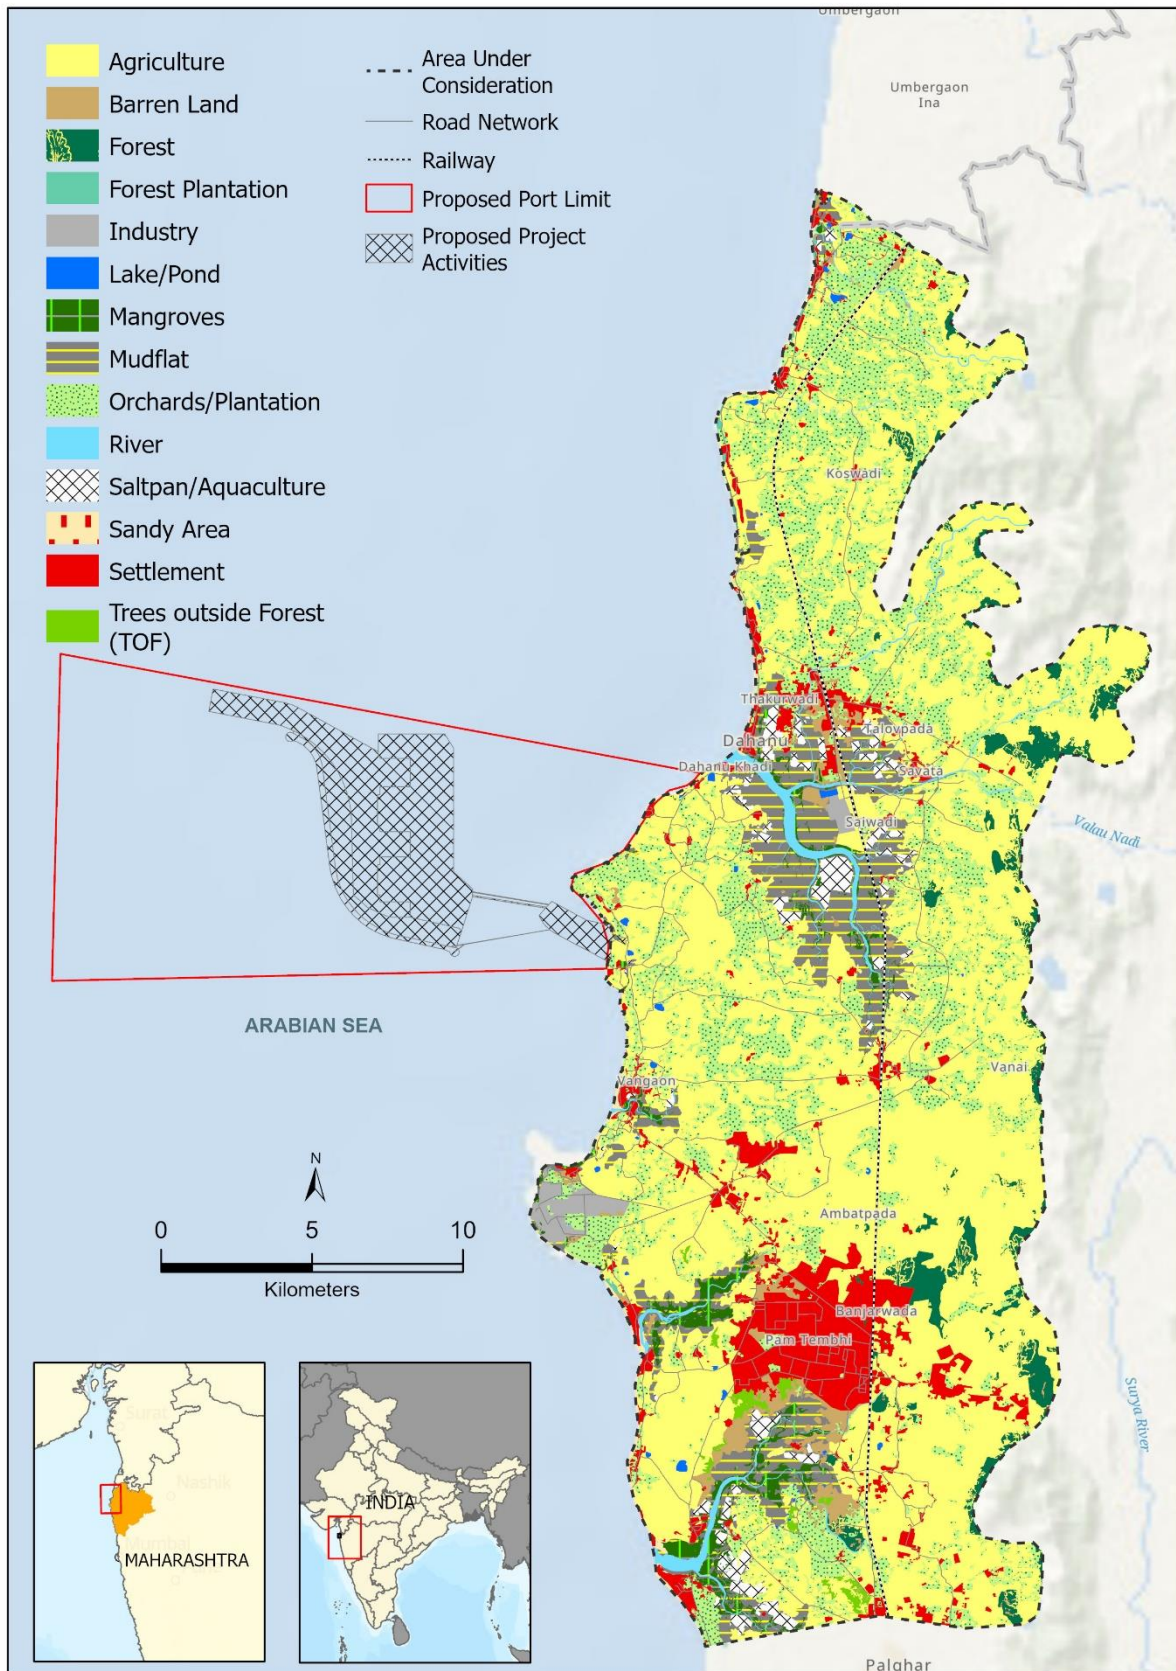 Umbergaon
Agriculture
Barren Land
Forest
Forest Plantation
Industry
Lake/Pond
Mangroves
Mudflat
Orchards/Plantation
River
Saltpan/Aquaculture
Sandy Area
Settlement
Trees outside Forest
(TOF)
Area Under
Consideration
Road Network
Railway
Proposed Port Limit
Proposed Project
Activities
Umbergaon
Ina
Koswadi
Thakurwadi
Dahanu
Talovpada
Dahanu Khadi
Savata
Saiwadi
Valau Nadi
ARABIAN SEA
Vanai
Vangaon
N
0 5 10
Kilometers
Ambatpada
Banjarwada
Pam Tembhi
Surya River
Surat
Nashik
Mumbai
MAHARASHTRA
INDIA
Palghar